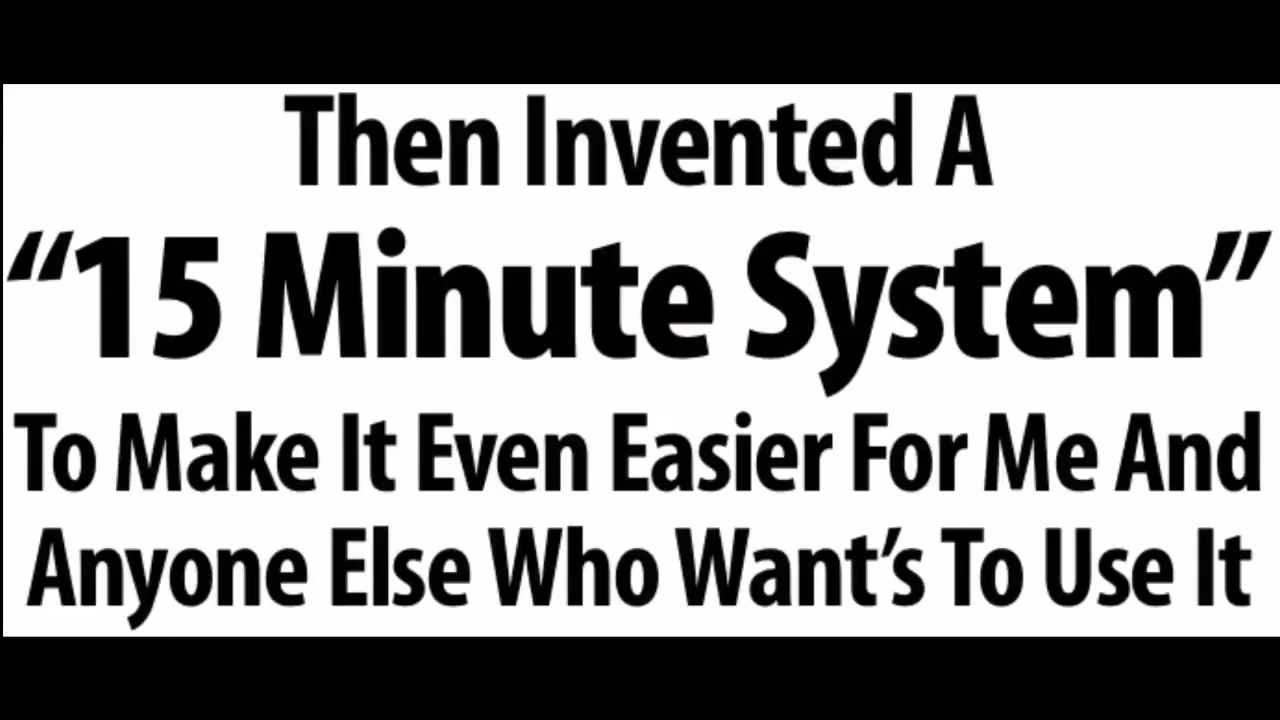 Then Invented A
“15 Minute System”
To Make It Even Easier For Me And
Anyone Else Who Want’s To Use It